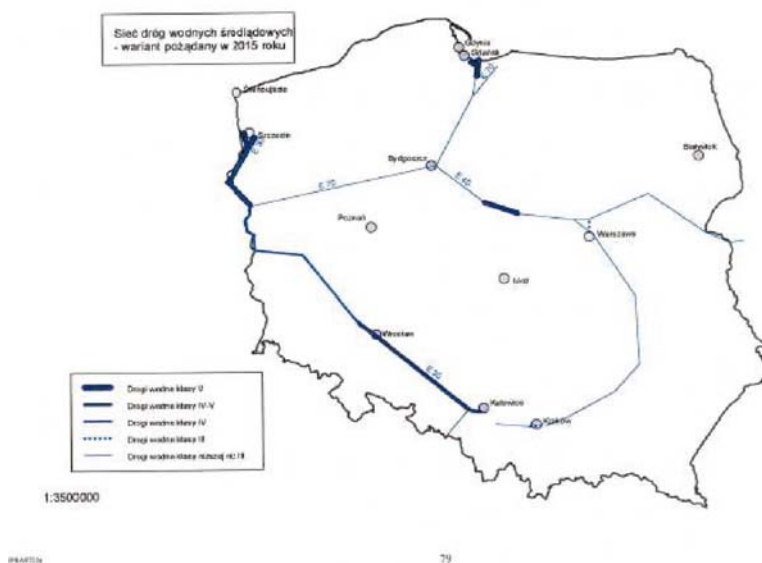 Sieć dróg wodnych śródlądowych
- wariant pożądany w 2015 roku
Gdynia
Gdańsk
E 70
Świnoujście
Szczecin
Białystok
Bydgoszcz
E 70
E 40
Poznań
Warszawa
Łódź
Wrocław
E 30
Katowice
Kraków
Drogi wodne klasy V
Drogi wodne klasy IV-V
Drogi wodne klasy IV
Drogi wodne klasy III
Drogi wodne klasy niższej niż III
1:3500000
79